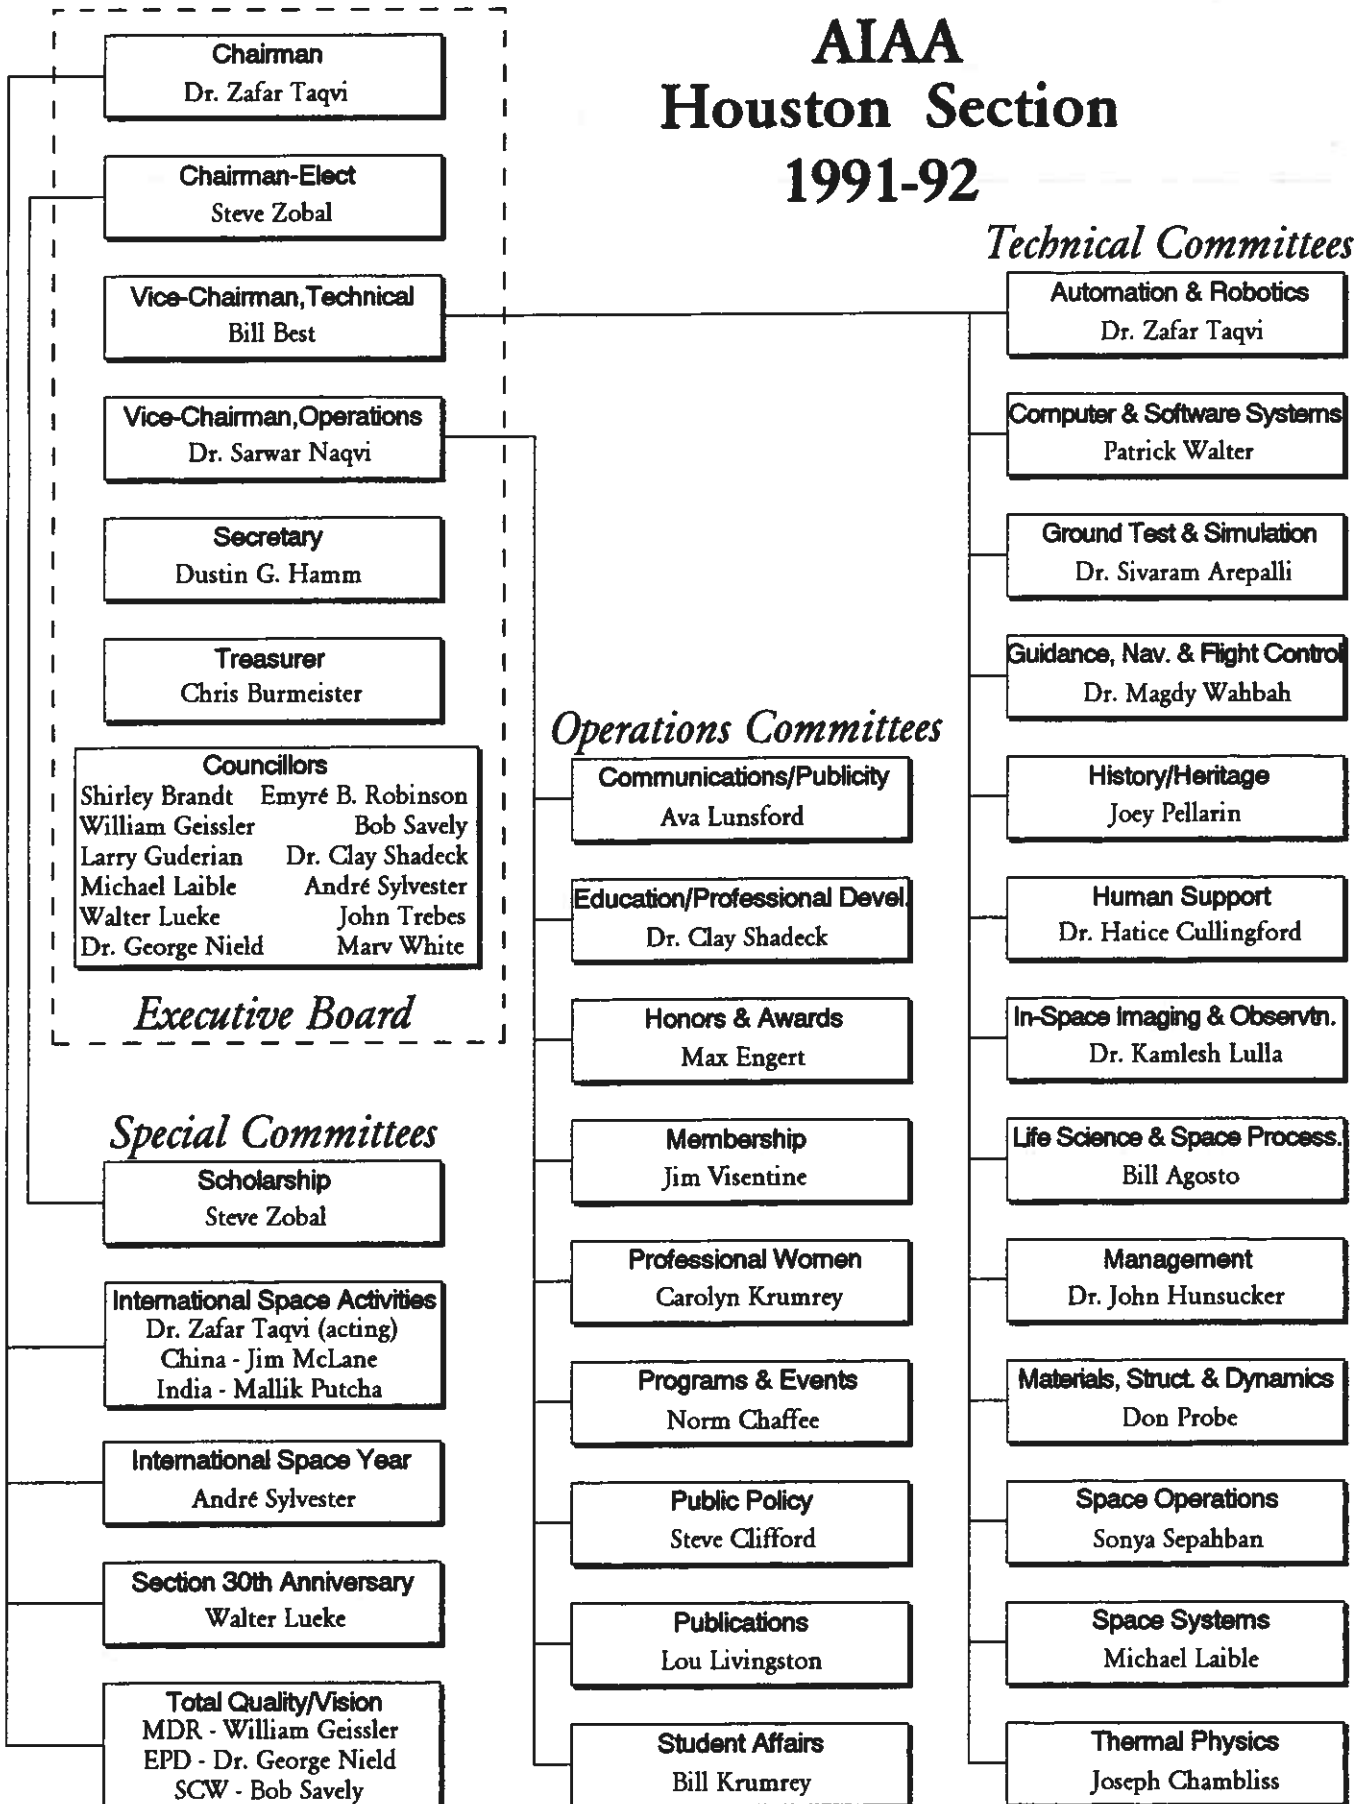 AIAA
Houston Section
1991-92
Chairman
Dr. Zafar Taqvi
Chairman-Elect
Steve Zobal
Vice-Chairman,Technical
Bill Best
Vice-Chairman,Operations
Dr. Sarwar Naqvi
Secretary
Dustin G. Hamm
Treasurer
Chris Burmeister
Councillors
Shirley Brandt Emyré B. Robinson
William Geissler Bob Savely
Larry Guderian Dr. Clay Shadeck
Michael Laible André Sylvester
Walter Lueke John Trebes
Dr. George Nield Marv White
Executive Board
Special Committees
Scholarship
Steve Zobal
International Space Activities
Dr. Zafar Taqvi (acting)
China - Jim McLane
India - Mallik Putcha
International Space Year
André Sylvester
Section 30th Anniversary
Walter Lueke
Total Quality/Vision
MDR - William Geissler
EPD - Dr. George Nield
SCW - Bob Savely
Operations Committees
Communications/Publicity
Ava Lunsford
Education/Professional Devel.
Dr. Clay Shadeck
Honors & Awards
Max Engert
Membership
Jim Visentine
Professional Women
Carolyn Krumrey
Programs & Events
Norm Chaffee
Public Policy
Steve Clifford
Publications
Lou Livingston
Student Affairs
Bill Krumrey
Technical Committees
Automation & Robotics
Dr. Zafar Taqvi
Computer & Software Systems
Patrick Walter
Ground Test & Simulation
Dr. Sivaram Arepalli
Guidance, Nav. & Flight Control
Dr. Magdy Wahbah
History/Heritage
Joey Pellarin
Human Support
Dr. Hatice Cullingford
In-Space Imaging & Observtn.
Dr. Kamlesh Lulla
Life Science & Space Process.
Bill Agosto
Management
Dr. John Hunsucker
Materials, Struct. & Dynamics
Don Probe
Space Operations
Sonya Sepahban
Space Systems
Michael Laible
Thermal Physics
Joseph Chambliss